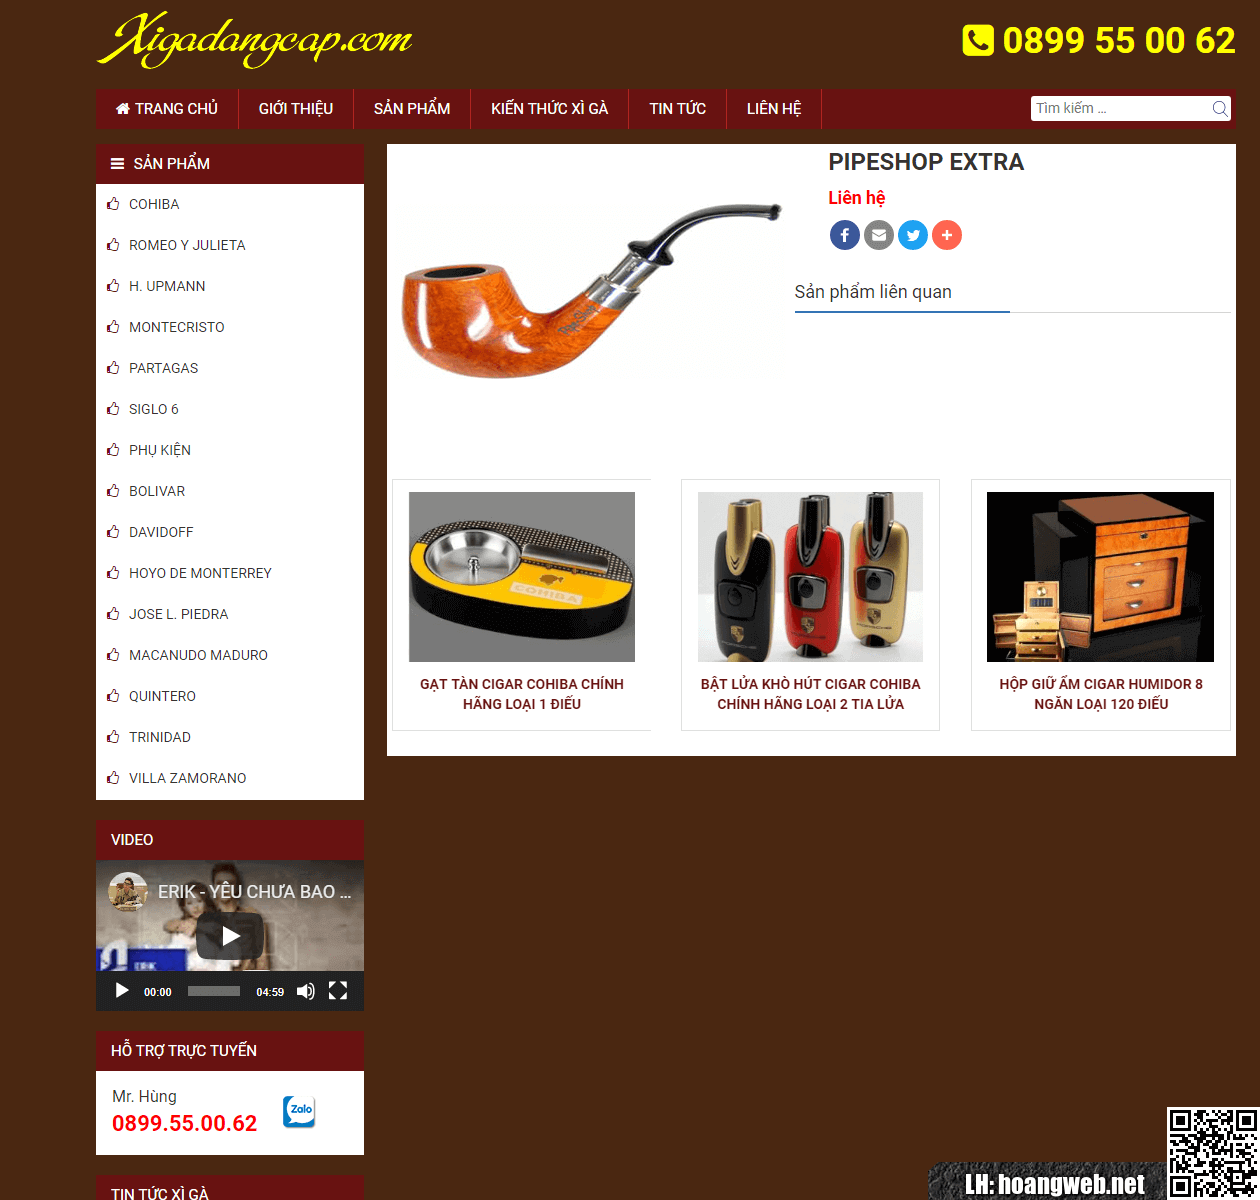 Xigadangcap.com
0899 55 00 62
TRANG CHỦ
GIỚI THIỆU
SẢN PHẨM
KIẾN THỨC XÌ GÀ
TIN TỨC
LIÊN HỆ
Tìm kiếm ...
SẢN PHẨM
COHIBA
ROMEO Y JULIETA
H. UPMANN
MONTECRISTO
PARTAGAS
SIGLO 6
PHỤ KIỆN
BOLIVAR
DAVIDOFF
HOYO DE MONTERREY
JOSE L. PIEDRA
MACANUDO MADURO
QUINTERO
TRINIDAD
VILLA ZAMORANO
PIPESHOP EXTRA
Liên hệ
Sản phẩm liên quan
COHIBA
GẠT TÀN CIGAR COHIBA CHÍNH
HÃNG LOẠI 1 ĐIẾU
BẬT LỬA KHÒ HÚT CIGAR COHIBA
CHÍNH HÃNG LOẠI 2 TIA LỬA
HỘP GIỮ ẨM CIGAR HUMIDOR 8
NGĂN LOẠI 120 ĐIẾU
VIDEO
ERIK - YÊU CHƯA BAO ...
ERIK
00:00
04:59
HỖ TRỢ TRỰC TUYẾN
Mr. Hùng
0899.55.00.62
Zalo
TIN TỨC XÌ GÀ
LH: hoangweb.net